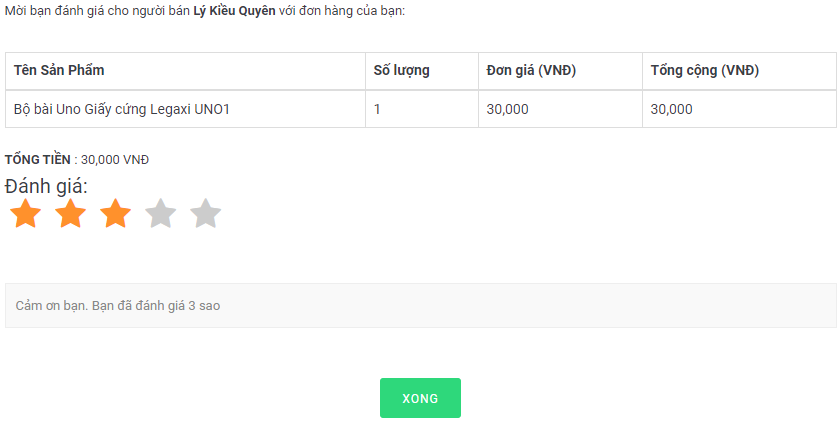 Mời bạn đánh giá cho người bán Lý Kiều Quyên với đơn hàng của bạn:
Tên Sản Phẩm Số lượng Đơn giá (VNĐ) Tổng cộng (VNĐ)
Bộ bài Uno Giấy cứng Legaxi UNO1 1 30,000 30,000
TỔNG TIỀN : 30,000 VNĐ
Đánh giá:
Cảm ơn bạn. Bạn đã đánh giá 3 sao
XONG